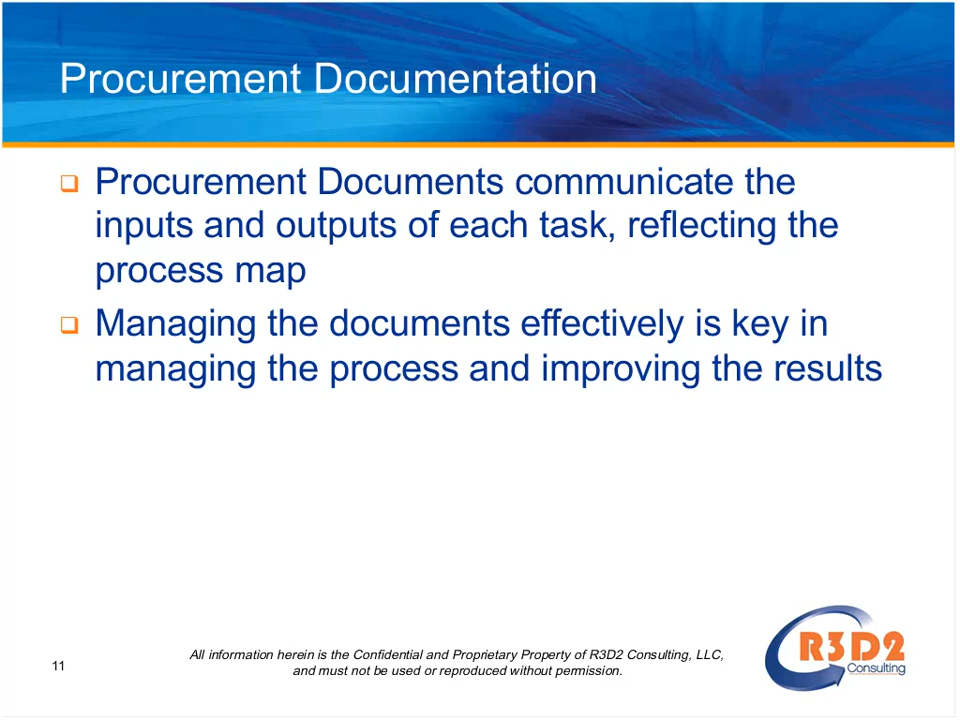 Procurement Documentation
Procurement Documents communicate the
inputs and outputs of each task, reflecting the
process map
Managing the documents effectively is key in
managing the process and improving the results
11
All information herein is the Confidential and Proprietary Property of R3D2 Consulting, LLC,
and must not be used or reproduced without permission.
R3D2
Consulting